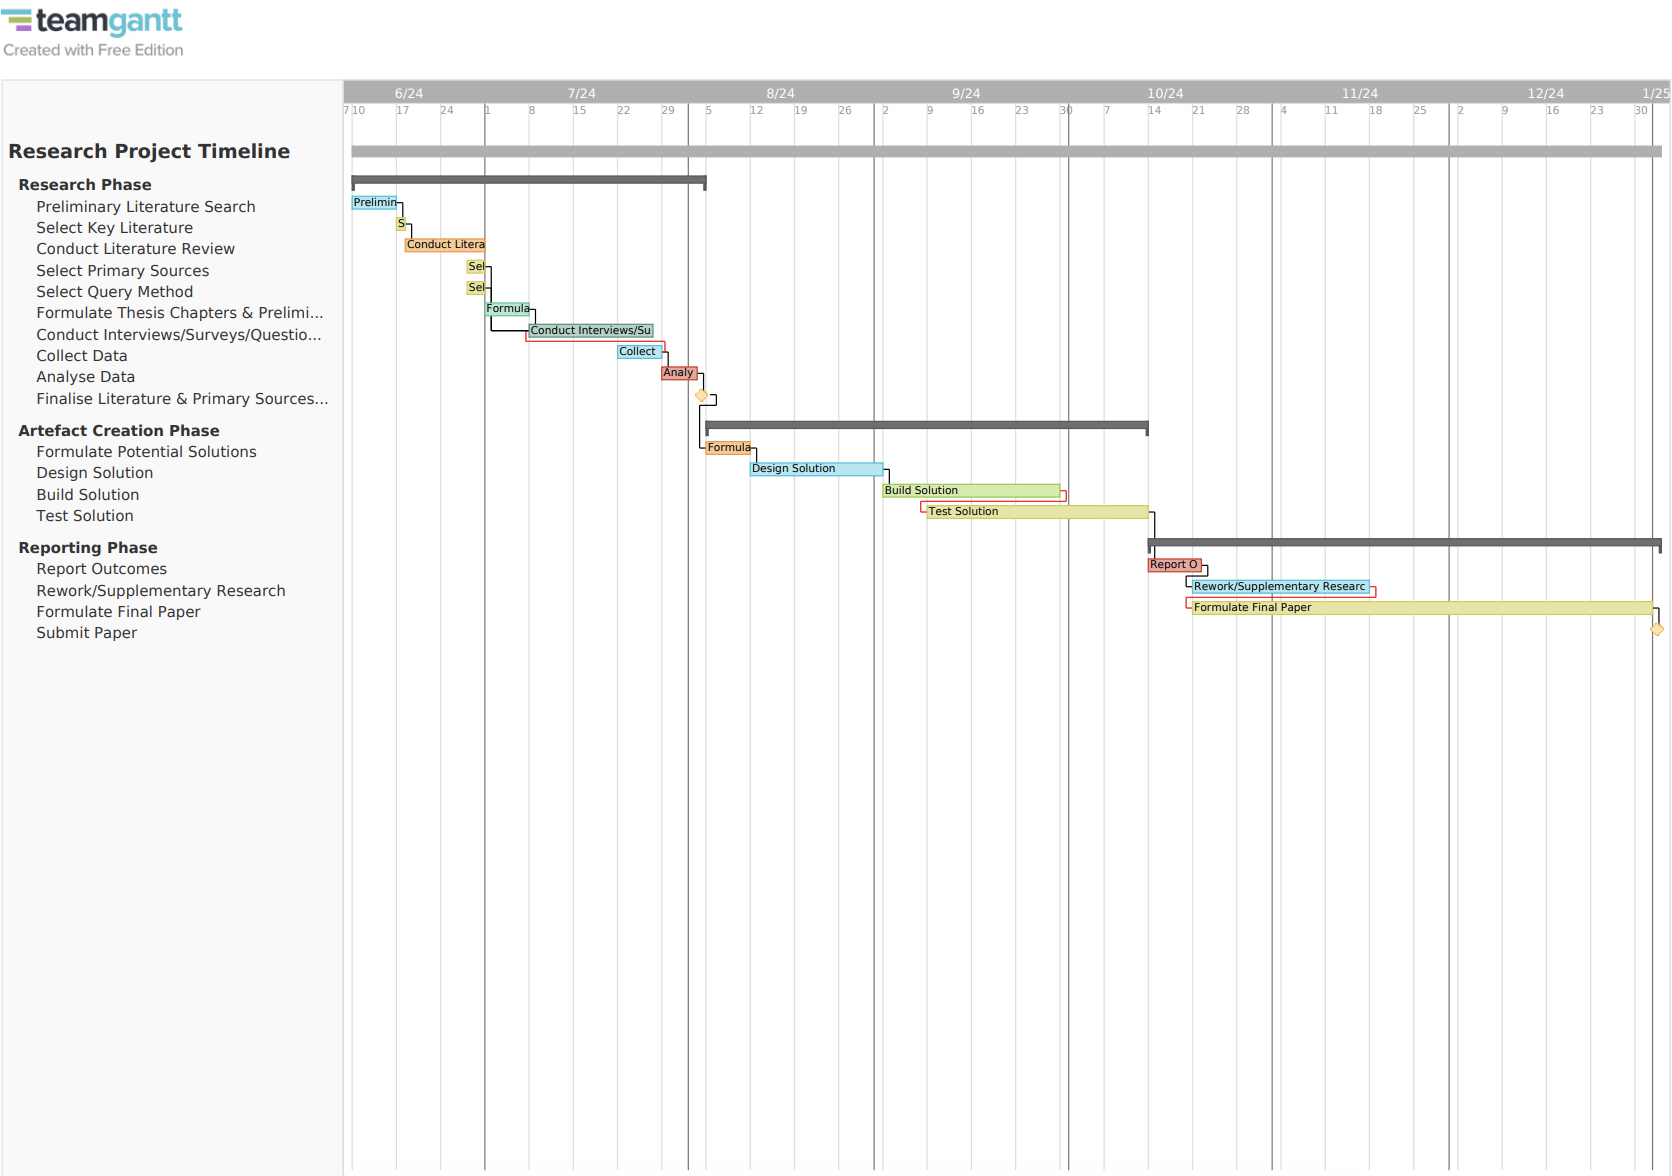 teamgantt
Created with Free Edition
6/24 7/24 8/24 9/24 10/24 11/24 12/24 1/25
7 10 17 24 1 8 15 22 29 5 12 19 26 2 9 16 23 30 7 14 21 28 4 11 18 25 2 9 16 23 30
Research Project Timeline
Research Phase
Preliminary Literature Search Prelimin
Select Key Literature S
Conduct Literature Review Conduct Litera
Select Primary Sources Sel
Select Query Method Sel
Formulate Thesis Chapters & Prelimi... Formula
Conduct Interviews/Surveys/Questio... Conduct Interviews/Su
Collect Data Collect
Analyse Data Analy
Finalise Literature & Primary Sources...
Artefact Creation Phase
Formulate Potential Solutions Formula
Design Solution Design Solution
Build Solution Build Solution
Test Solution Test Solution
Reporting Phase
Report Outcomes Report O
Rework/Supplementary Research Rework/Supplementary Researc
Formulate Final Paper Formulate Final Paper
Submit Paper